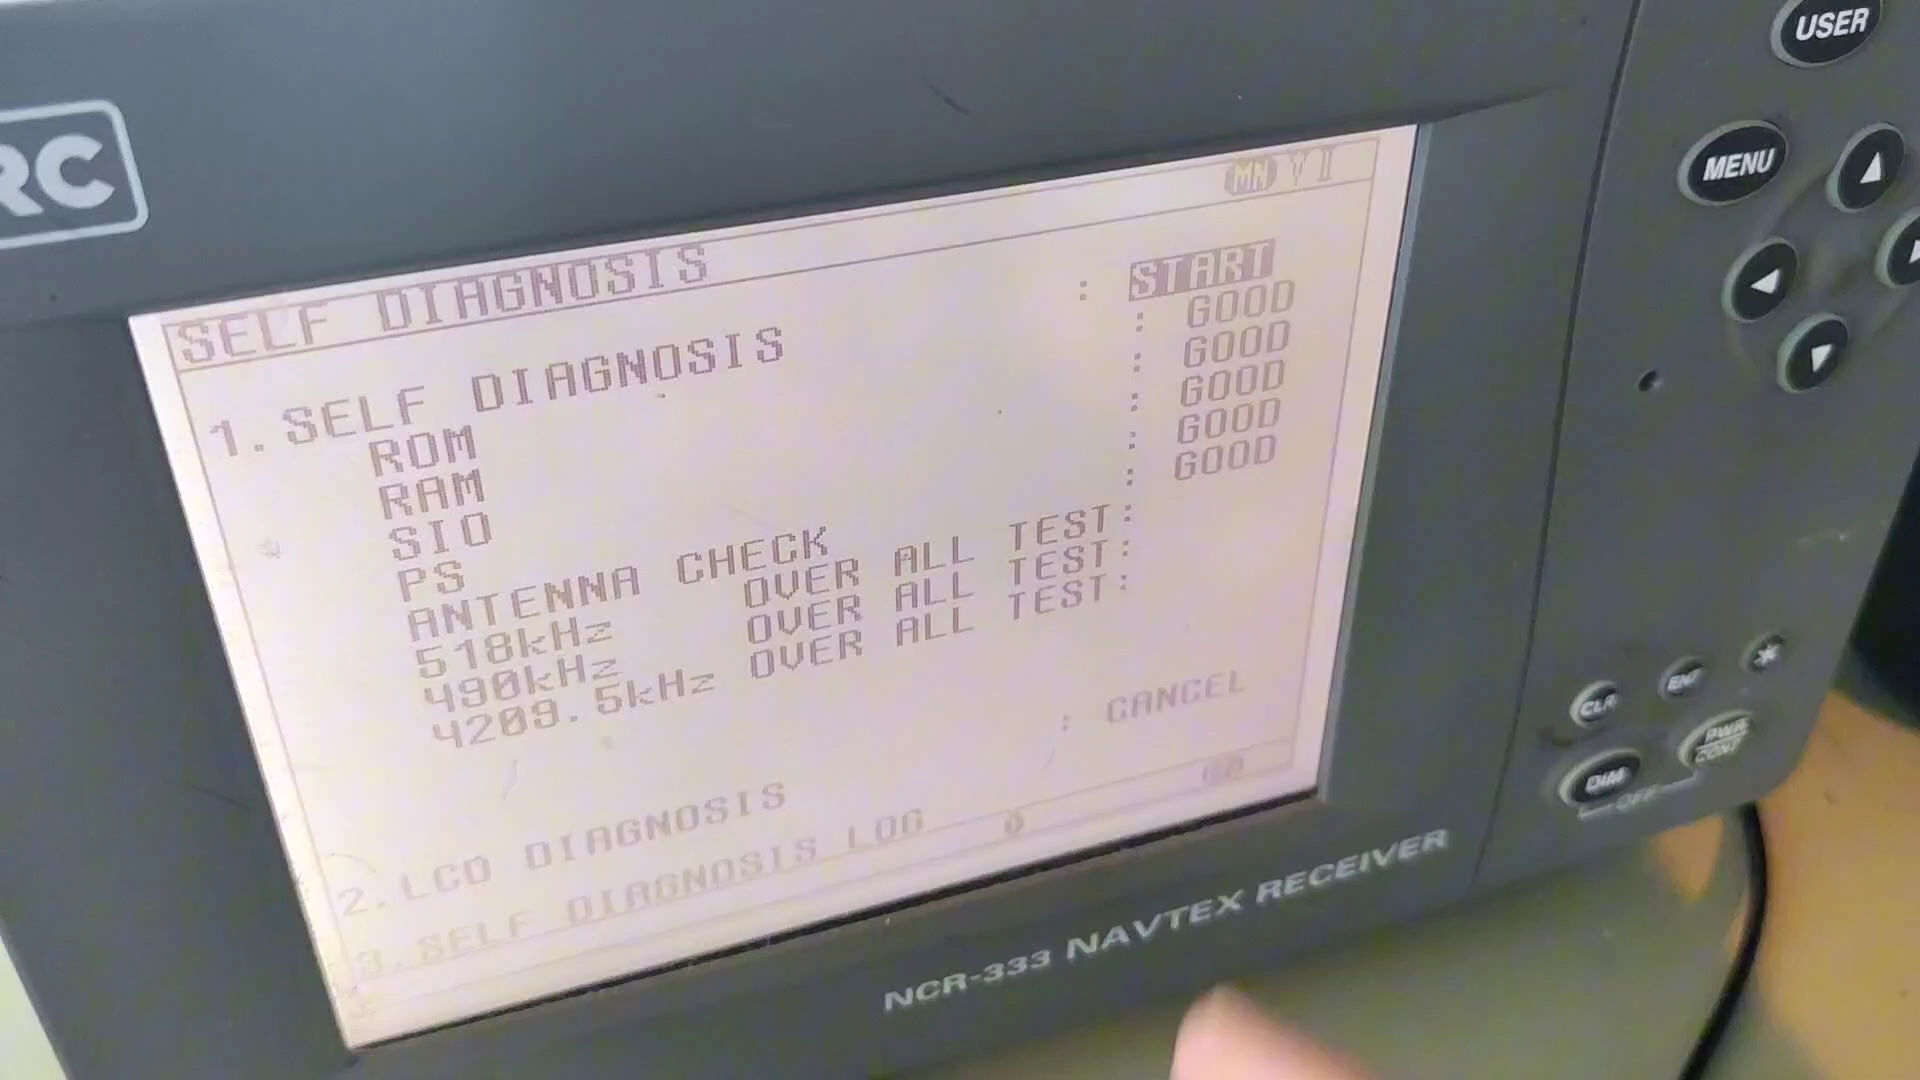 RC
USER
MENU
MN
SELF DIAGNOSIS
1.SELF DIAGNOSIS : START
ROM : GOOD
RAM : GOOD
SIO : GOOD
PS : GOOD
ANTENNA CHECK : GOOD
518kHz OVER ALL TEST:
490kHz OVER ALL TEST:
4209.5kHz OVER ALL TEST:
2.LCD DIAGNOSIS : CANCEL
3.SELF DIAGNOSIS LOG
CLR
ENT
*
DIM
PWR
CONT
OFF
NCR-333 NAVTEX RECEIVER